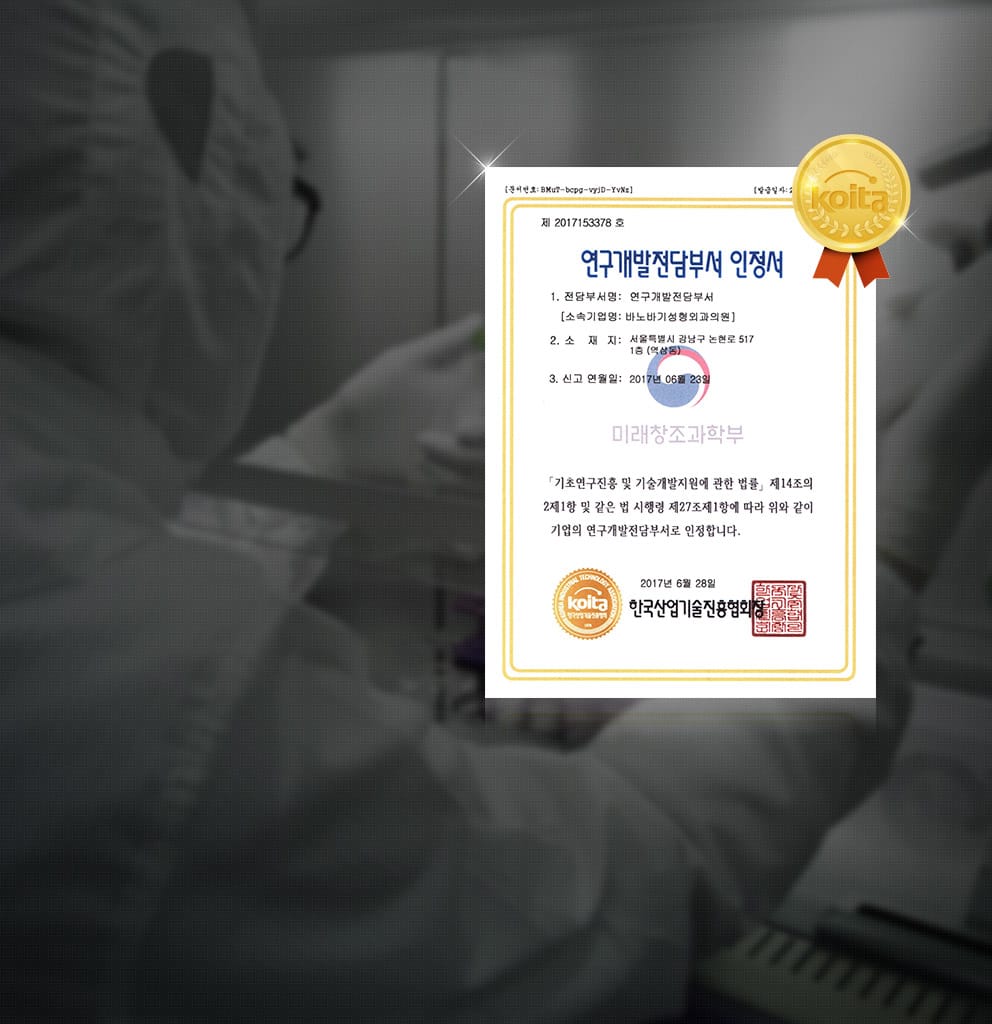 [문서번호:BMuT-bcpg-vyjD-YvNz]
[발급일자:2
koita
제 2017153378 호
연구개발전담부서 인정서
1. 전담부서명: 연구개발전담부서
[소속기업명: 바노바기성형외과의원]
2. 소 재 지: 서울특별시 강남구 논현로 517
1층 (역삼동)
3. 신고 연월일: 2017년 06월 23일
미래창조과학부
「기초연구진흥 및 기술개발지원에 관한 법률」 제14조의
2제1항 및 같은 법 시행령 제27조제1항에 따라 위와 같이
기업의 연구개발전담부서로 인정합니다.
2017년 6월 28일
koita
한국산업기술진흥협회장